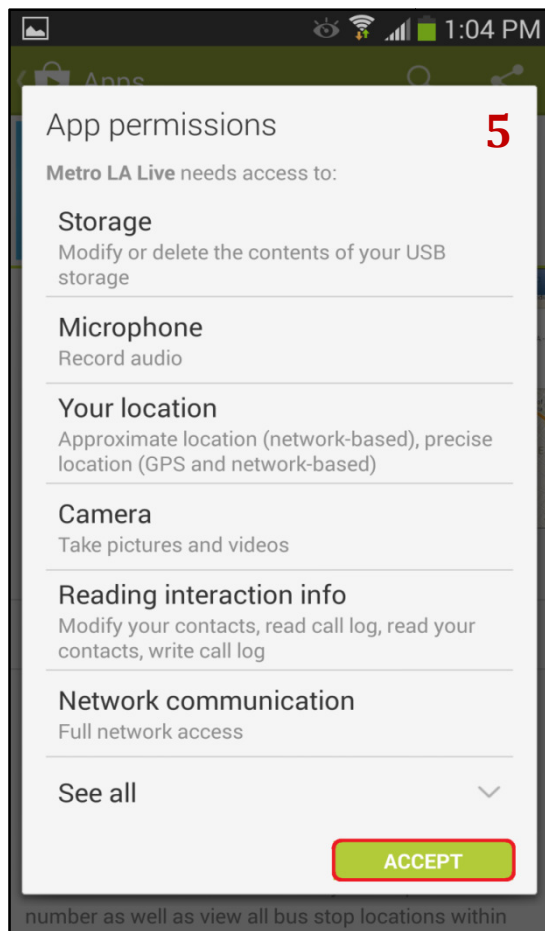 1:04 PM
Apps
App permissions
5
Metro LA Live needs access to:
Storage
Modify or delete the contents of your USB
storage
Microphone
Record audio
Your location
Approximate location (network-based), precise
location (GPS and network-based)
Camera
Take pictures and videos
Reading interaction info
Modify your contacts, read call log, read your
contacts, write call log
Network communication
Full network access
See all
ACCEPT
number as well as view all bus stop locations within